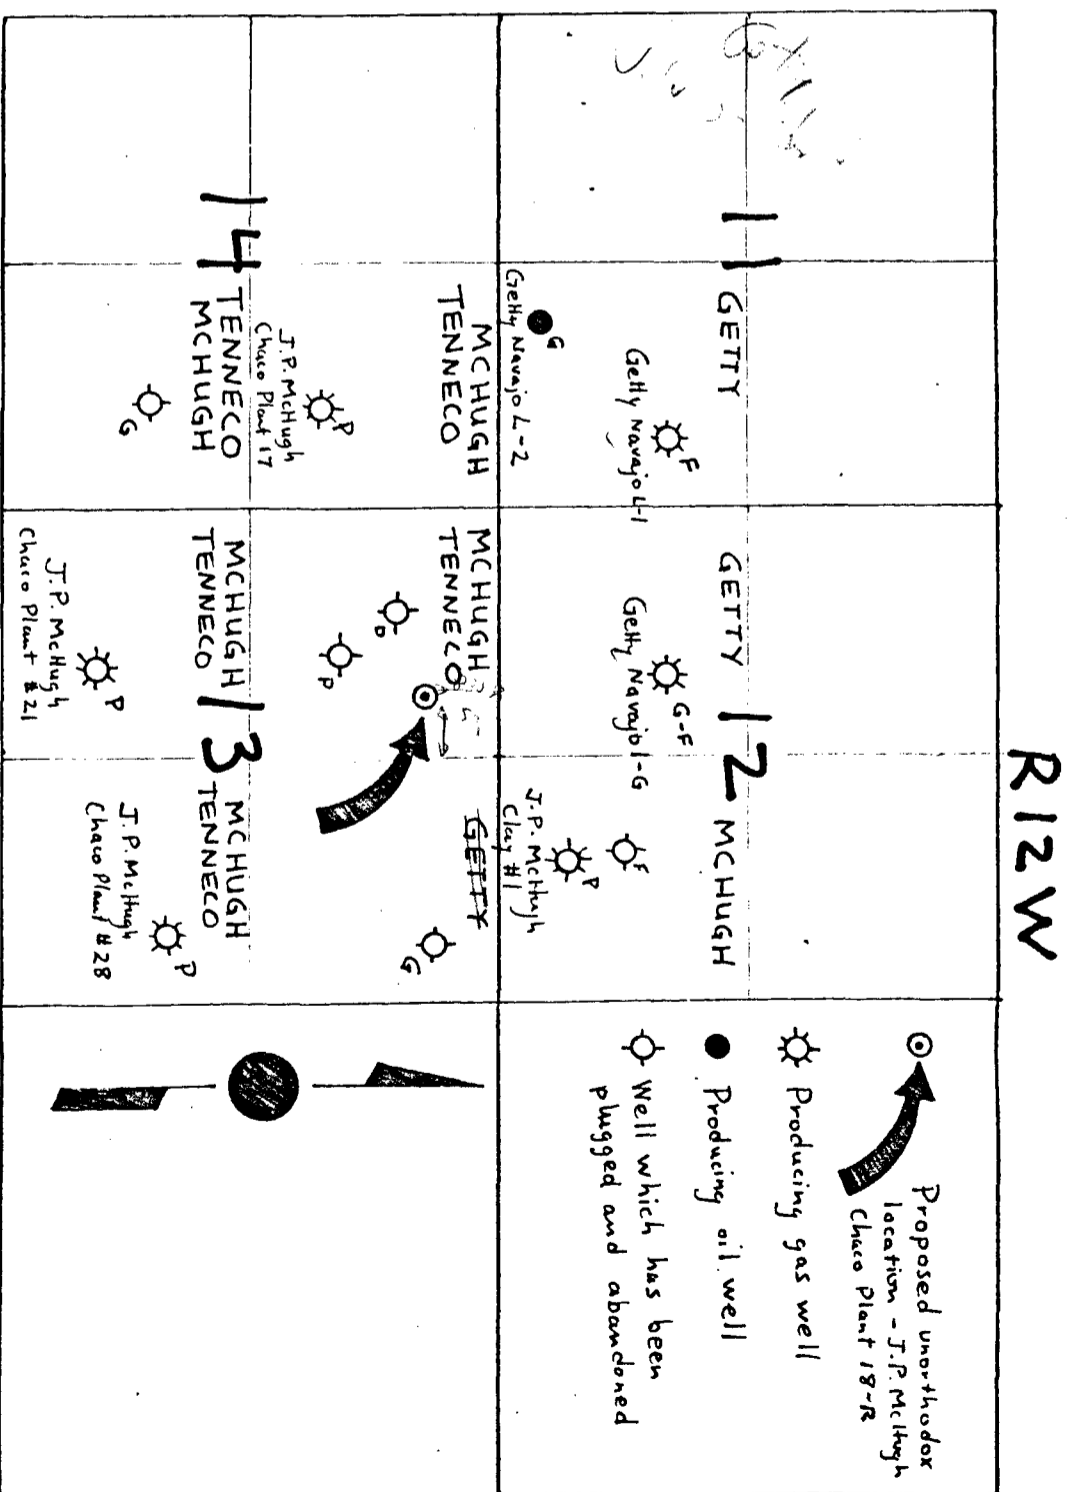 R12W
11
GETTY
F
Getty Navajo L-1
G
Getty Navajo L-2
12
GETTY
G-F
Getty Navajo 1-G
MCHUGH
F
P
J.P. McHugh
Clay #1
14
MCHUGH
TENNECO
P
J.P. McHugh
Chaco Plant 17
TENNECO
MCHUGH
G
13
MCHUGH
TENNECO
D
P
GETTY
G
MCHUGH
TENNECO
P
J.P. McHugh
Chaco Plant #21
MCHUGH
TENNECO
P
J.P. McHugh
Chaco Plant #28
Proposed unorthodox
location - J.P. McHugh
Chaco Plant 18-R
Producing gas well
Producing oil well
Well which has been
plugged and abandoned